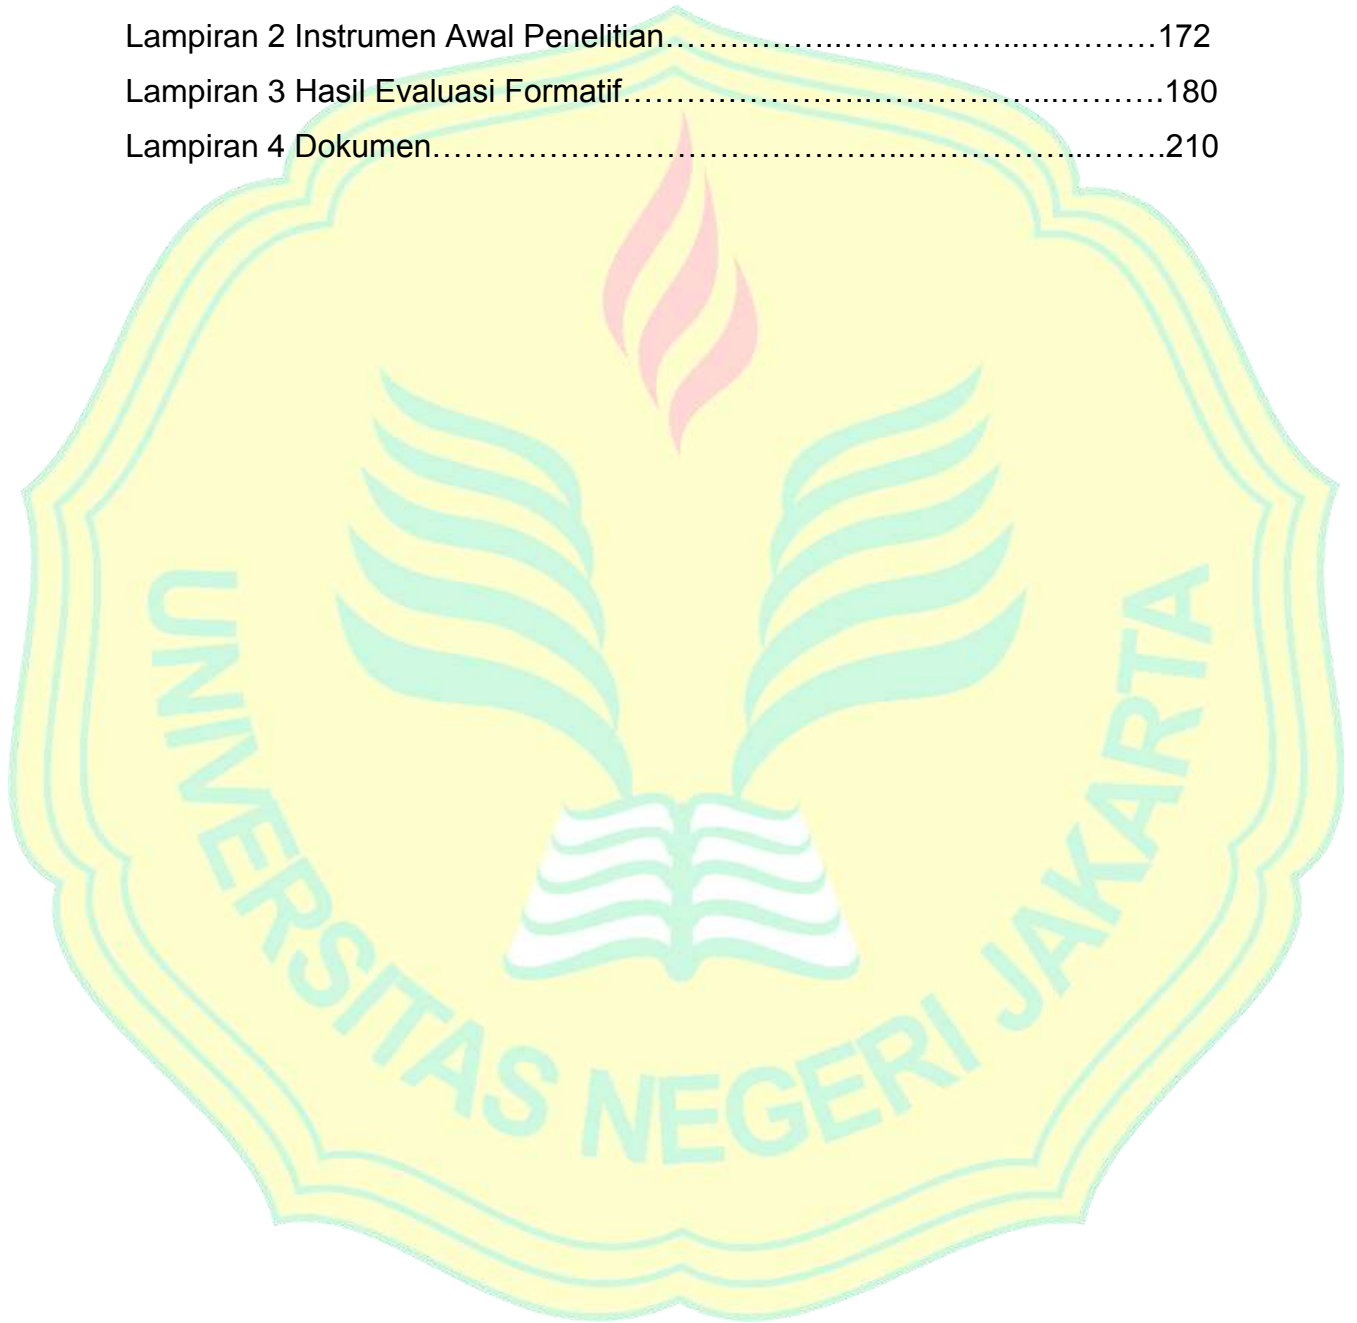 Lampiran 2 Instrumen Awal Penelitian……….…….…..……………...…………172
Lampiran 3 Hasil Evaluasi Formatif……….…………..……………...……….180
Lampiran 4 Dokumen……………………………………….……………...…….210
UNIVERSITAS NEGERI JAKARTA